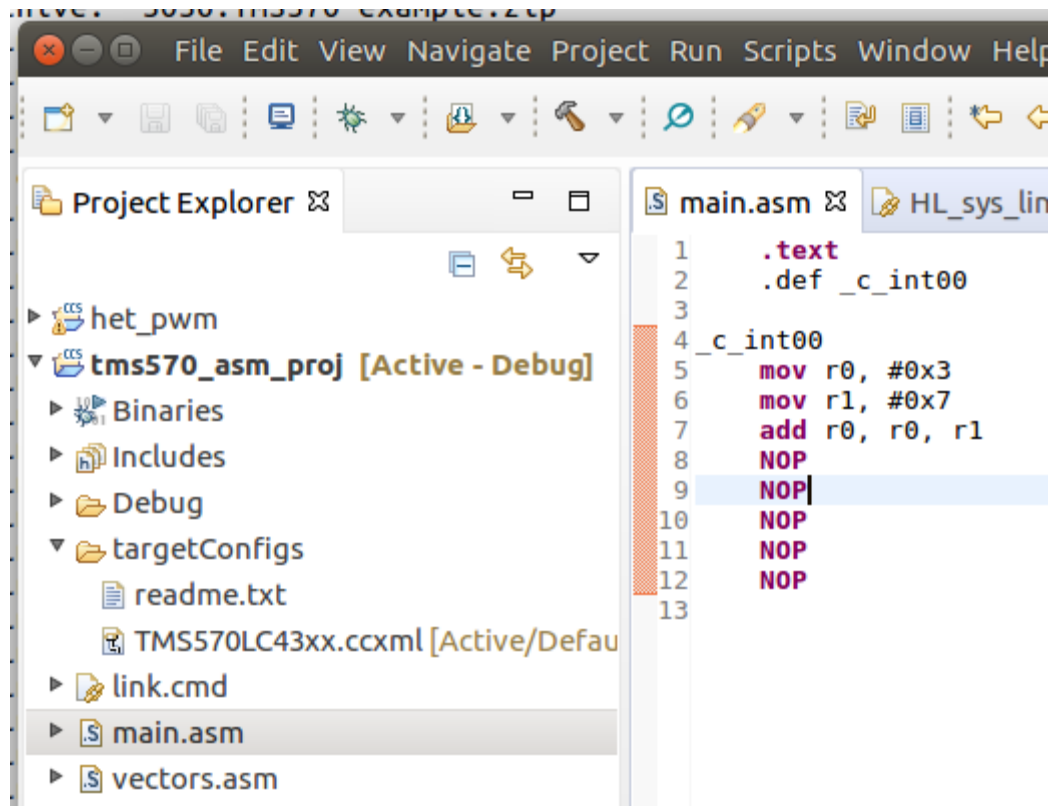 File Edit View Navigate Project Run Scripts Window Help
Project Explorer
het_pwm
tms570_asm_proj [Active - Debug]
Binaries
Includes
Debug
targetConfigs
readme.txt
TMS570LC43xx.ccxml [Active/Defau
link.cmd
main.asm
vectors.asm
main.asm HL_sys_lin
1 .text
2 .def _c_int00
3
4 _c_int00
5 mov r0, #0x3
6 mov r1, #0x7
7 add r0, r0, r1
8 NOP
9 NOP
10 NOP
11 NOP
12 NOP
13